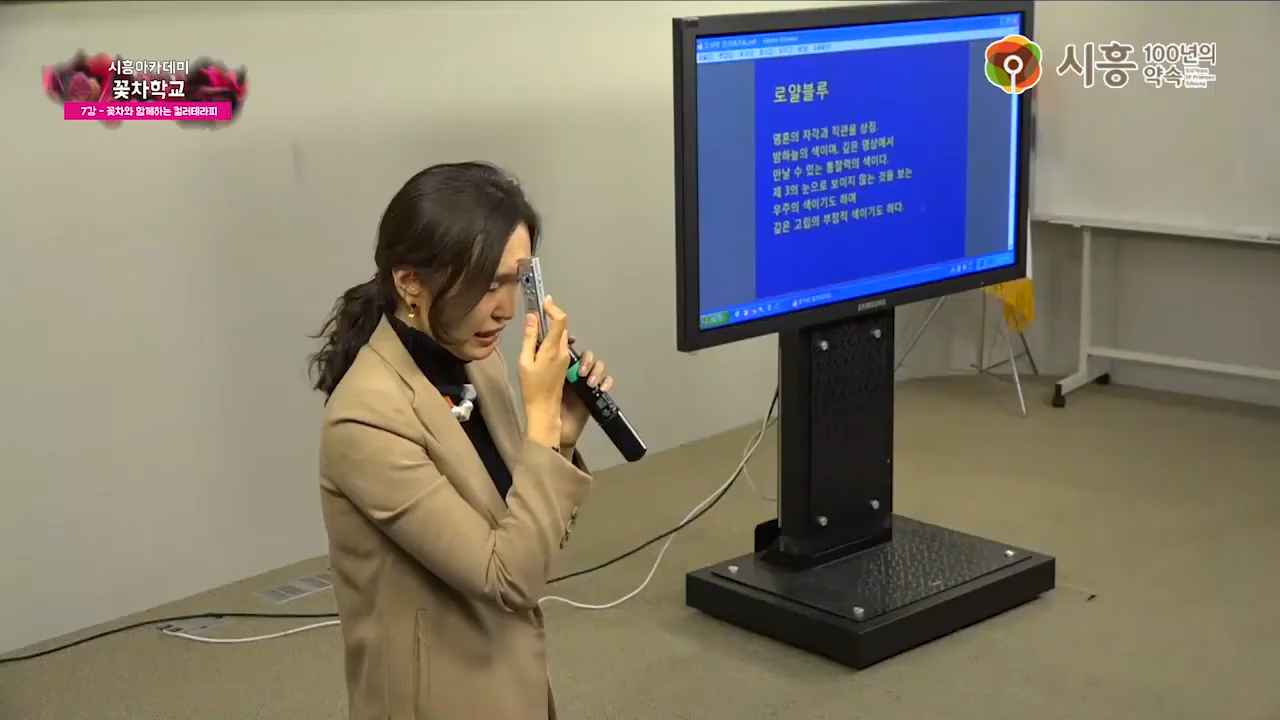 시흥아카데미
꽃차학교
7강 - 꽃차와 함께하는 컬러테라피
시흥 100년의
약속
로얄블루
영혼의 자각과 직관을 상징.
밤하늘의 색이며, 깊은 명상에서
만날 수 있는 통찰력의 색이다.
제 3의 눈으로 보이지 않는 것을 보는
우주의 색이기도 하며
깊은 고립의 부정적 색이기도 하다.
SAMSUNG